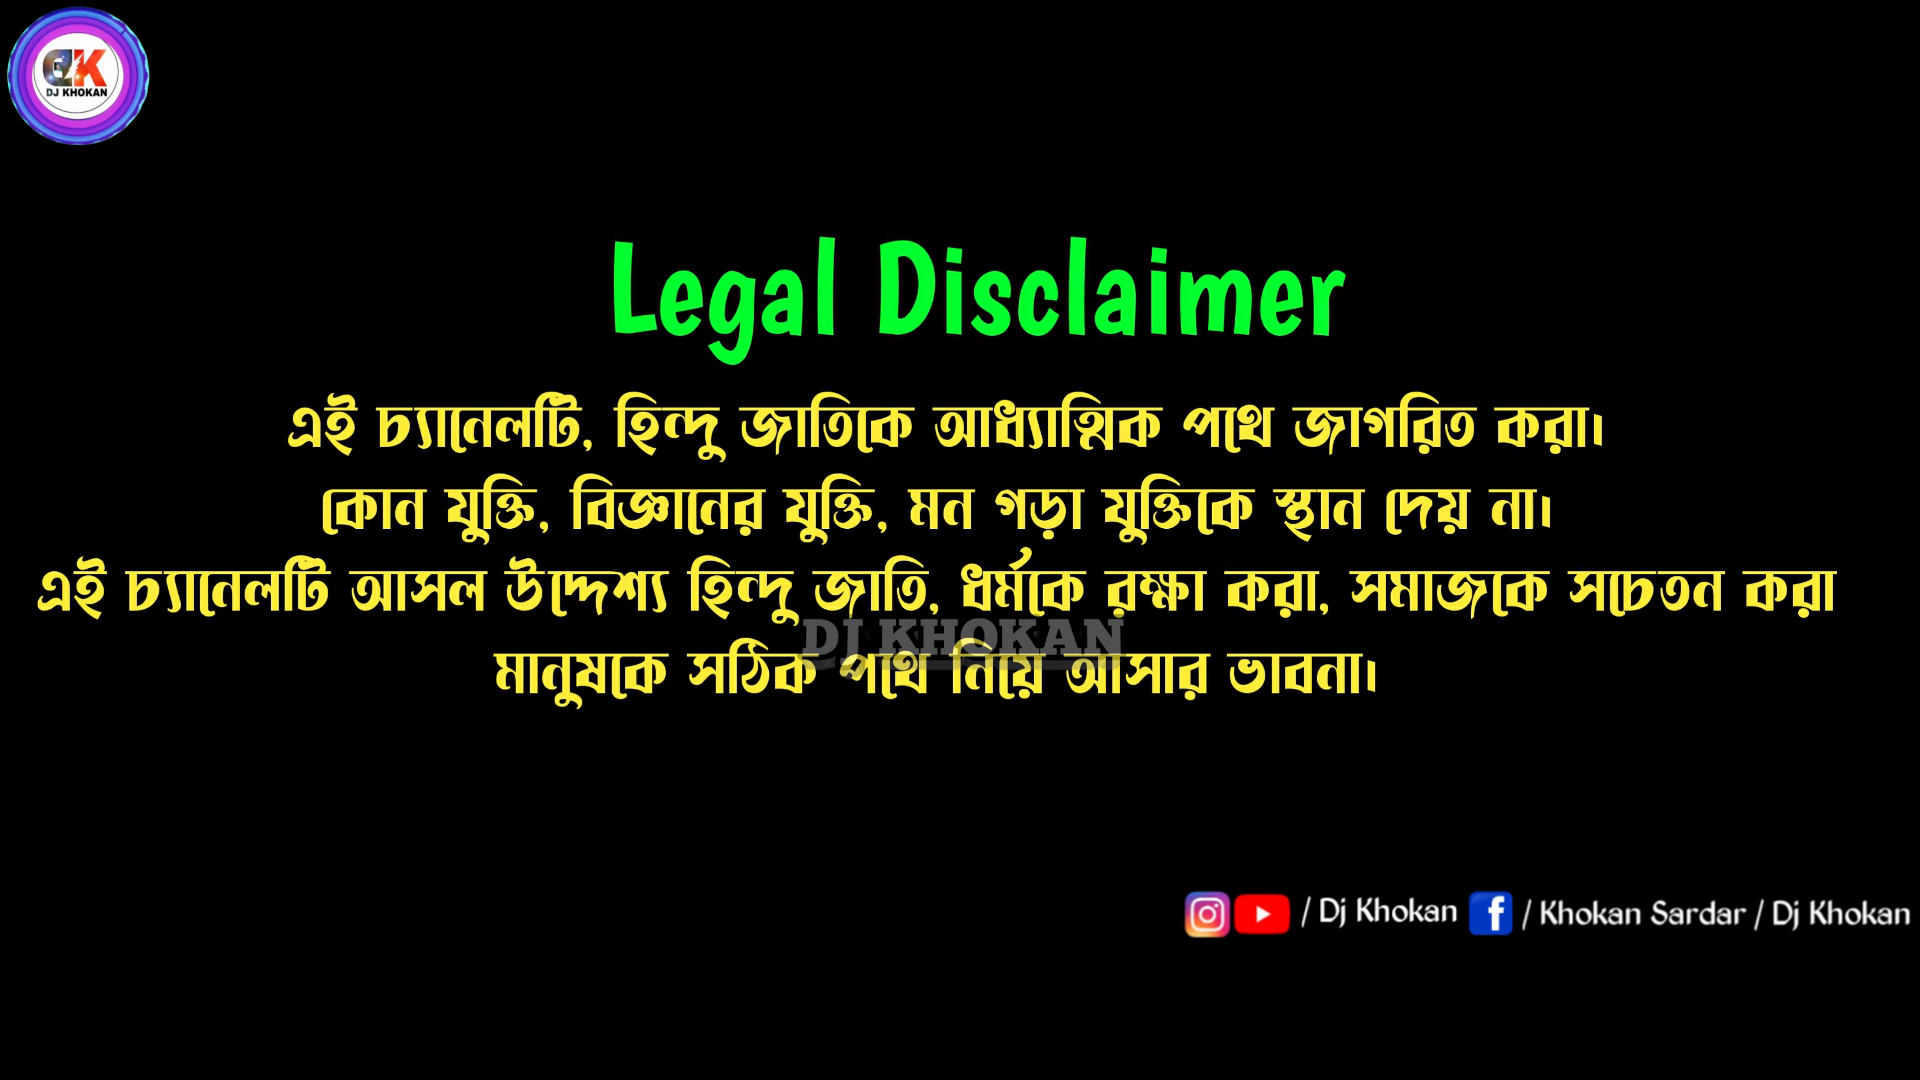 DK
DJ KHOKAN
Legal Disclaimer
এই চ্যানেলটি, হিন্দু জাতিকে আধ্যাত্মিক পথে জাগরিত করা।
কোন যুক্তি, বিজ্ঞানের যুক্তি, মন গড়া যুক্তিকে স্থান দেয় না।
এই চ্যানেলটি আসল উদ্দেশ্য হিন্দু জাতি, ধর্মকে রক্ষা করা, সমাজকে সচেতন করা
DJ KHOKAN
মানুষকে সঠিক পথে নিয়ে আসার ভাবনা।
/ Dj Khokan f / Khokan Sardar / Dj Khokan